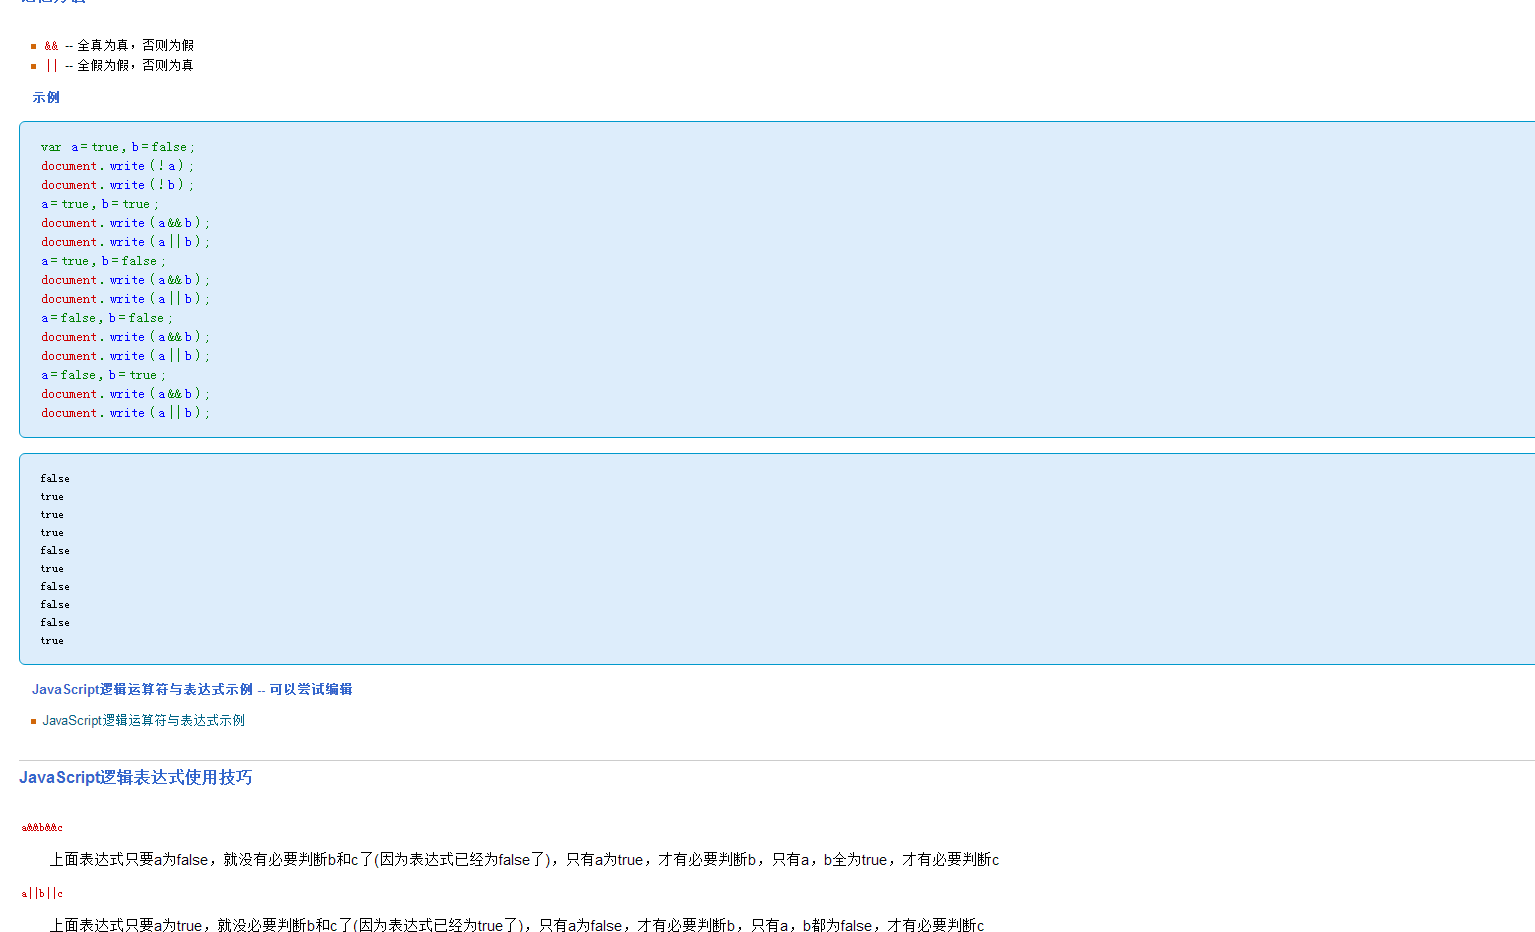 && -- 全真为真，否则为假
|| -- 全假为假，否则为真
示例
var a=true,b=false;
document.write(!a);
document.write(!b);
a=true,b=true;
document.write(a&&b);
document.write(a||b);
a=true,b=false;
document.write(a&&b);
document.write(a||b);
a=false,b=false;
document.write(a&&b);
document.write(a||b);
a=false,b=true;
document.write(a&&b);
document.write(a||b);
false
true
true
true
false
true
false
false
false
true
JavaScript逻辑运算符与表达式示例 -- 可以尝试编辑
JavaScript逻辑运算符与表达式示例
JavaScript逻辑表达式使用技巧
a&&b&&c
上面表达式只要a为false，就没有必要判断b和c了(因为表达式已经为false了)，只有a为true，才有必要判断b，只有a，b全为true，才有必要判断c
a||b||c
上面表达式只要a为true，就没必要判断b和c了(因为表达式已经为true了)，只有a为false，才有必要判断b，只有a，b都为false，才有必要判断c